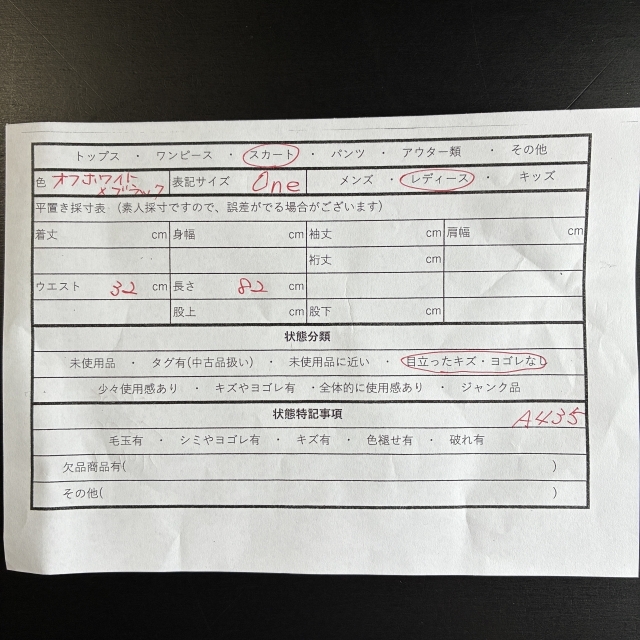 トップス ・ ワンピース ・ スカート ・ パンツ ・ アウター類 ・ その他
色 オフホワイト×ブラック 表記サイズ One メンズ ・ レディース ・ キッズ
平置き採寸表 (素人採寸ですので、誤差がでる場合がございます)
着丈 cm 身幅 cm 袖丈 cm 肩幅 cm
裄丈 cm
ウエスト 32 cm 長さ 82 cm
股上 cm 股下 cm
状態分類
未使用品 ・ タグ有(中古品扱い) ・ 未使用品に近い ・ 目立ったキズ・ヨゴレなし
少々使用感あり ・ キズやヨゴレ有 ・全体的に使用感あり ・ ジャンク品
状態特記事項 A435
毛玉有 ・ シミやヨゴレ有 ・ キズ有 ・ 色褪せ有 ・ 破れ有
欠品商品有( )
その他( )